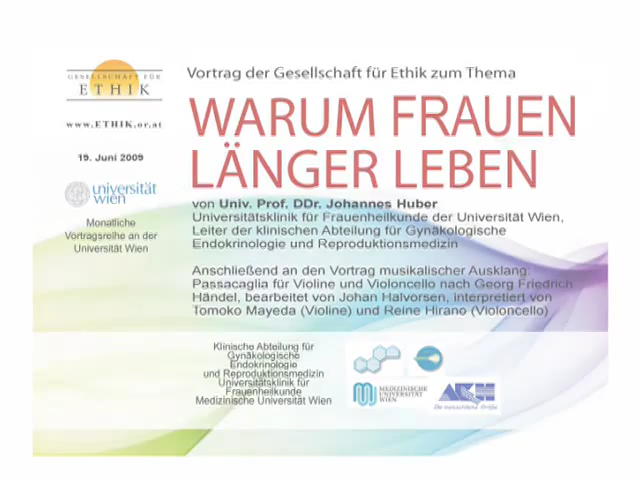 GESELLSCHAFT FÜR
ETHIK
www.ETHIK.or.at
19. Juni 2009
universität
wien
Monatliche
Vortragsreihe an der
Universität Wien
Vortrag der Gesellschaft für Ethik zum Thema
WARUM FRAUEN
LÄNGER LEBEN
von Univ. Prof. DDr. Johannes Huber
Universitätsklinik für Frauenheilkunde der Universität Wien,
Leiter der klinischen Abteilung für Gynäkologische
Endokrinologie und Reproduktionsmedizin
Anschließend an den Vortrag musikalischer Ausklang:
Passacaglia für Violine und Violoncello nach Georg Friedrich
Händel, bearbeitet von Johan Halvorsen, interpretiert von
Tomoko Mayeda (Violine) und Reine Hirano (Violoncello)
Klinische Abteilung für
Gynäkologische
Endokrinologie
und Reproduktionsmedizin
Universitätsklinik für
Frauenheilkunde
Medizinische Universität Wien
MEDIZINISCHE
UNIVERSITÄT
WIEN
AKH
Die menschliche Größe